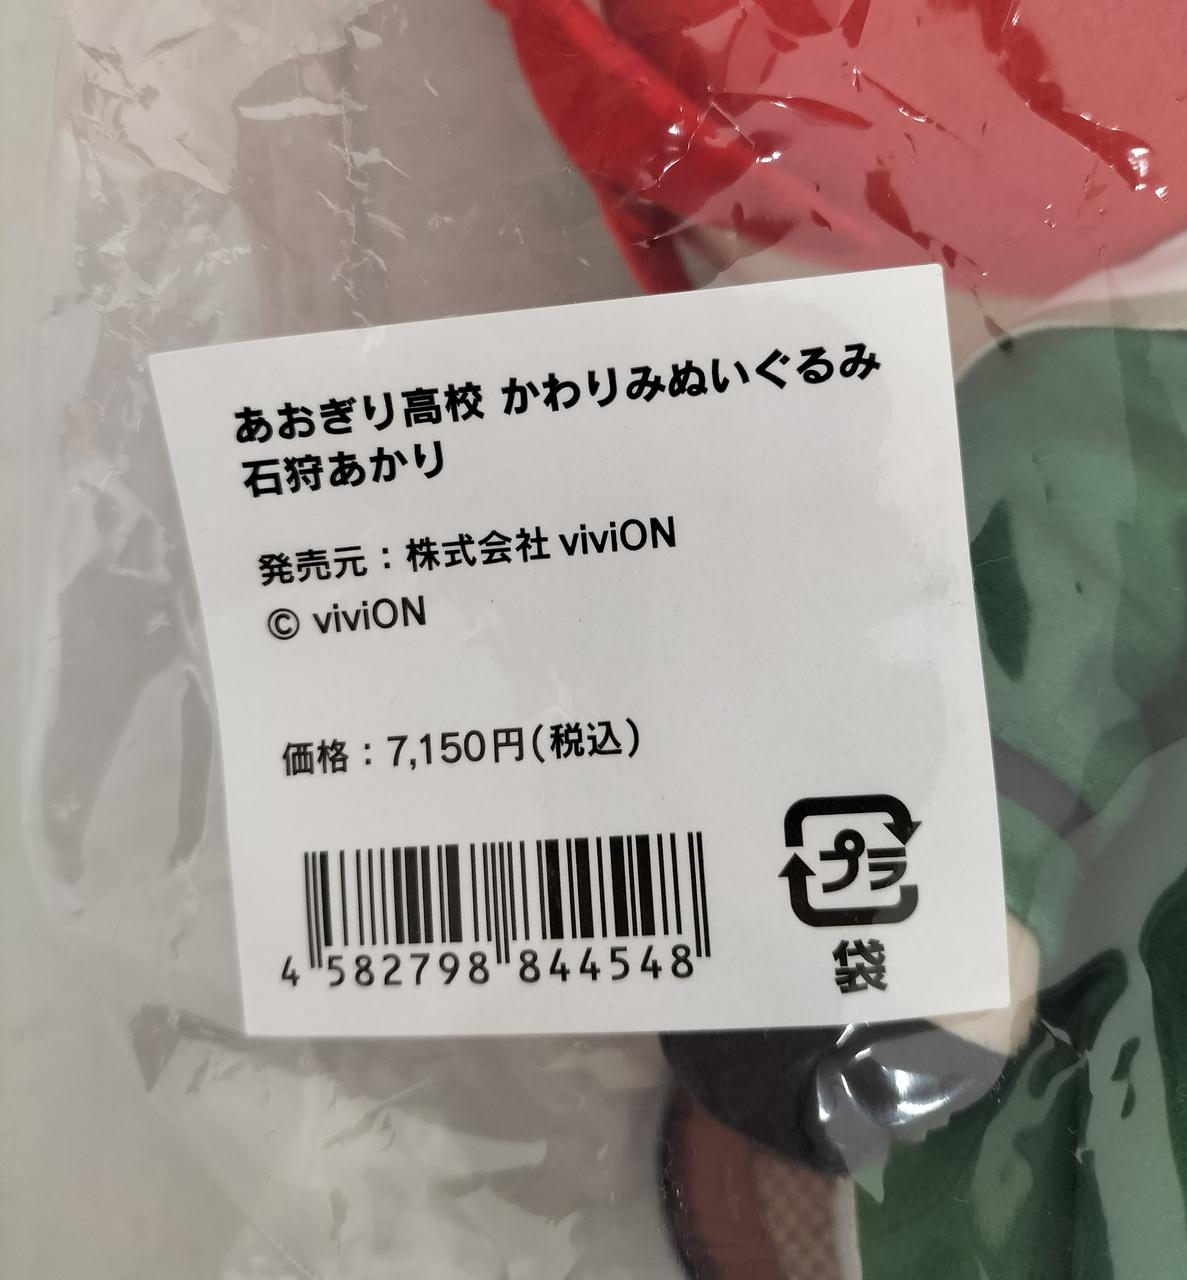 あおぎり高校 かわりみぬいぐるみ
石狩あかり
発売元：株式会社 viviON
© viviON
価格：7,150円(税込)
4 582798 844548
プラ
袋